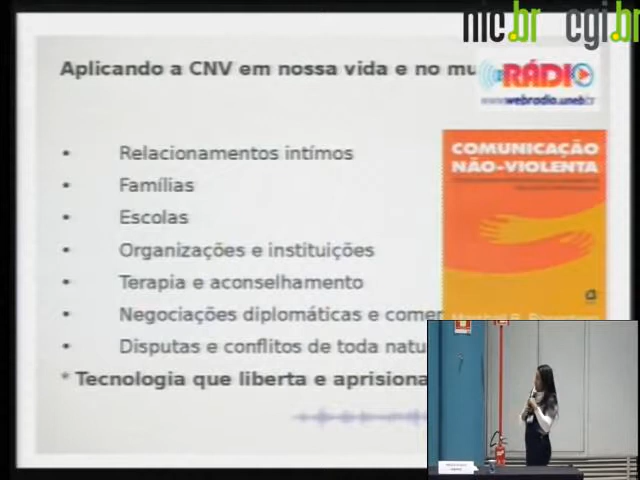 nic.br cgi.br
Aplicando a CNV em nossa vida e no mu
RÁDIO
www.webradio.uneb.br
COMUNICAÇÃO
NÃO-VIOLENTA
• Relacionamentos intímos
• Famílias
• Escolas
• Organizações e instituições
• Terapia e aconselhamento
• Negociações diplomáticas e comer
• Disputas e conflitos de toda natu
* Tecnologia que liberta e aprisiona